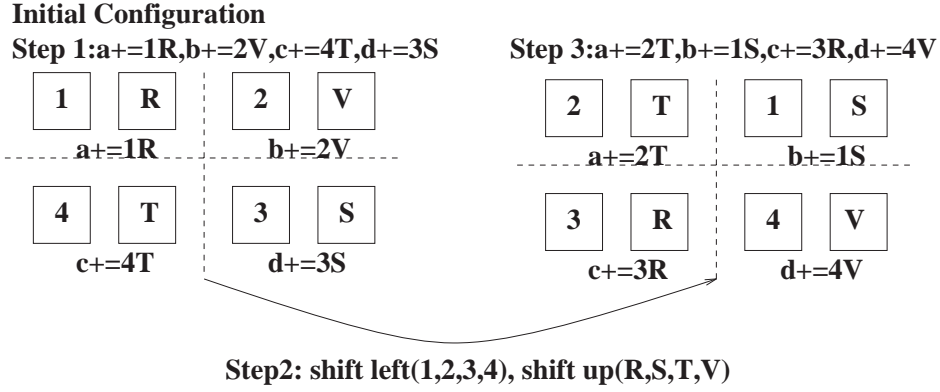 Initial Configuration
Step 1:a+=1R,b+=2V,c+=4T,d+=3S
1 R 2 V
a+=1R b+=2V
4 T 3 S
c+=4T d+=3S
Step 3:a+=2T,b+=1S,c+=3R,d+=4V
2 T 1 S
a+=2T b+=1S
3 R 4 V
c+=3R d+=4V
Step2: shift left(1,2,3,4), shift up(R,S,T,V)